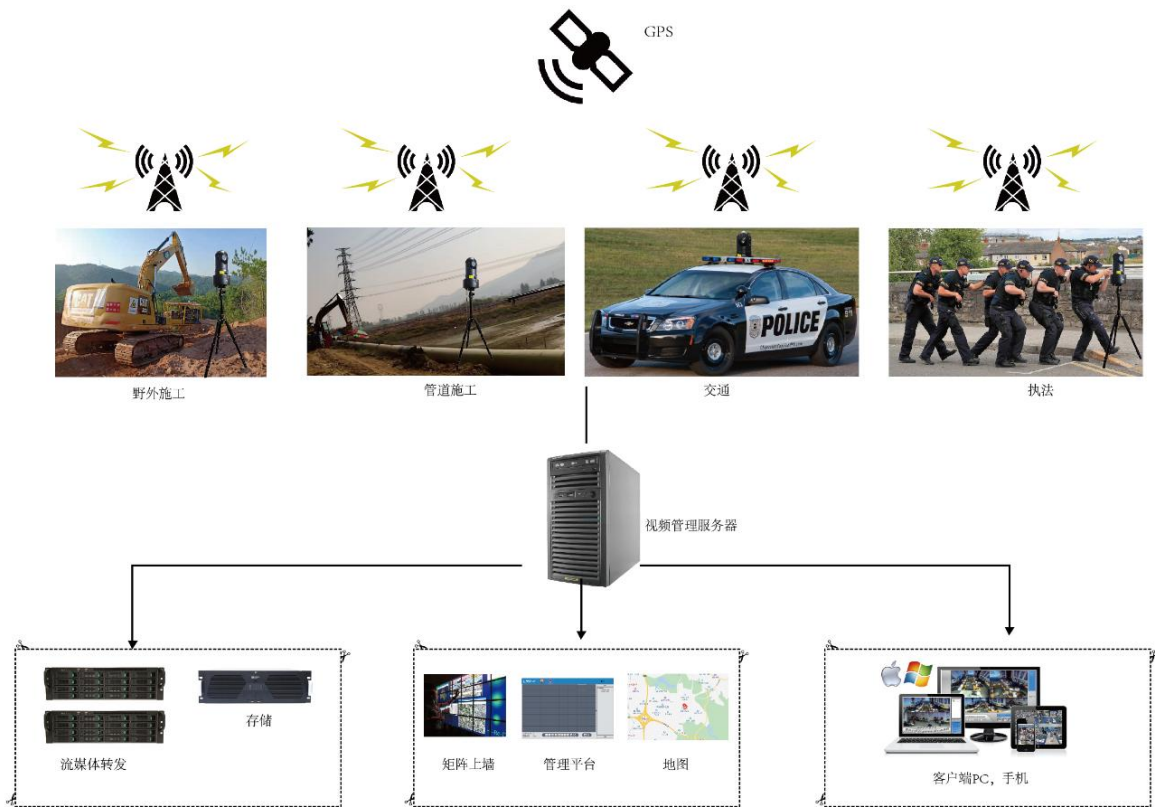 GPS
CAT
POLICE
野外施工
管道施工
交通
执法
视频管理服务器
存储
流媒体转发
矩阵上墙
管理平台
地图
客户端PC，手机